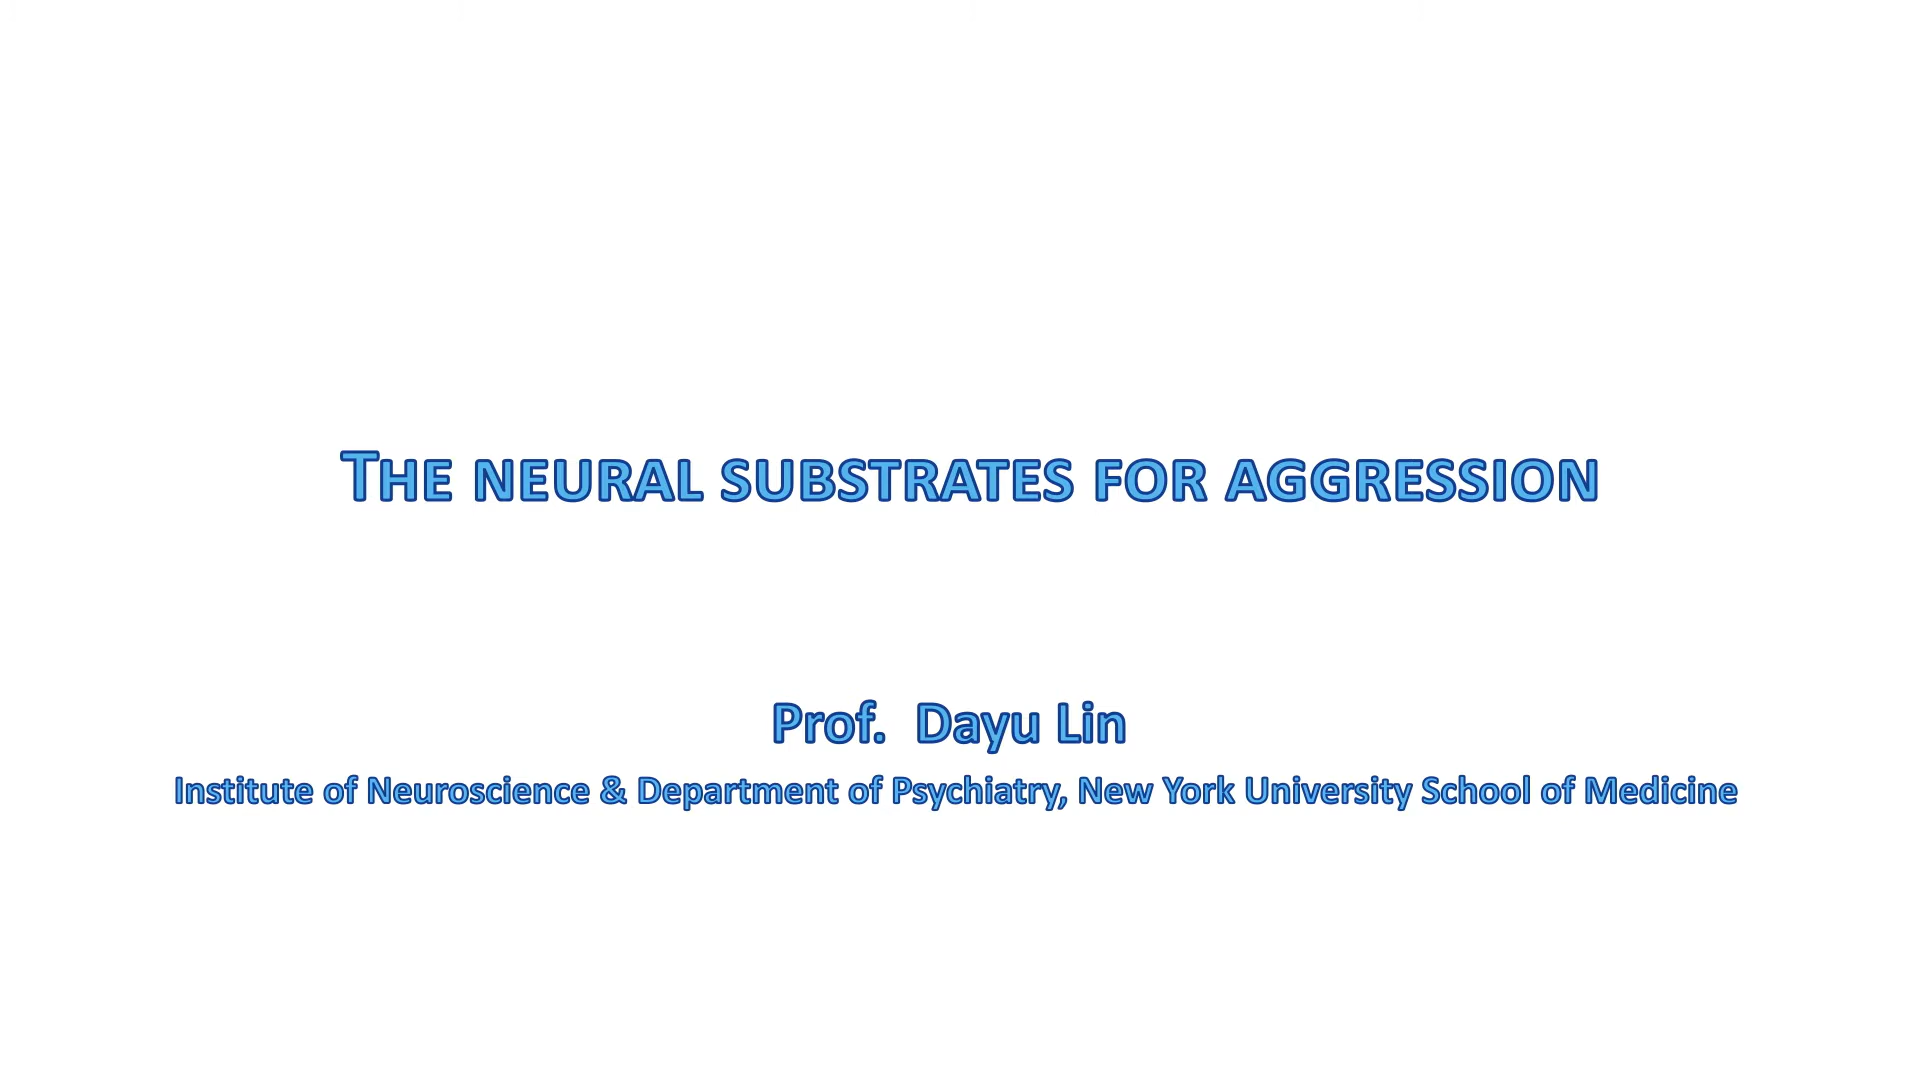 THE NEURAL SUBSTRATES FOR AGGRESSION
Prof. Dayu Lin
Institute of Neuroscience & Department of Psychiatry, New York University School of Medicine